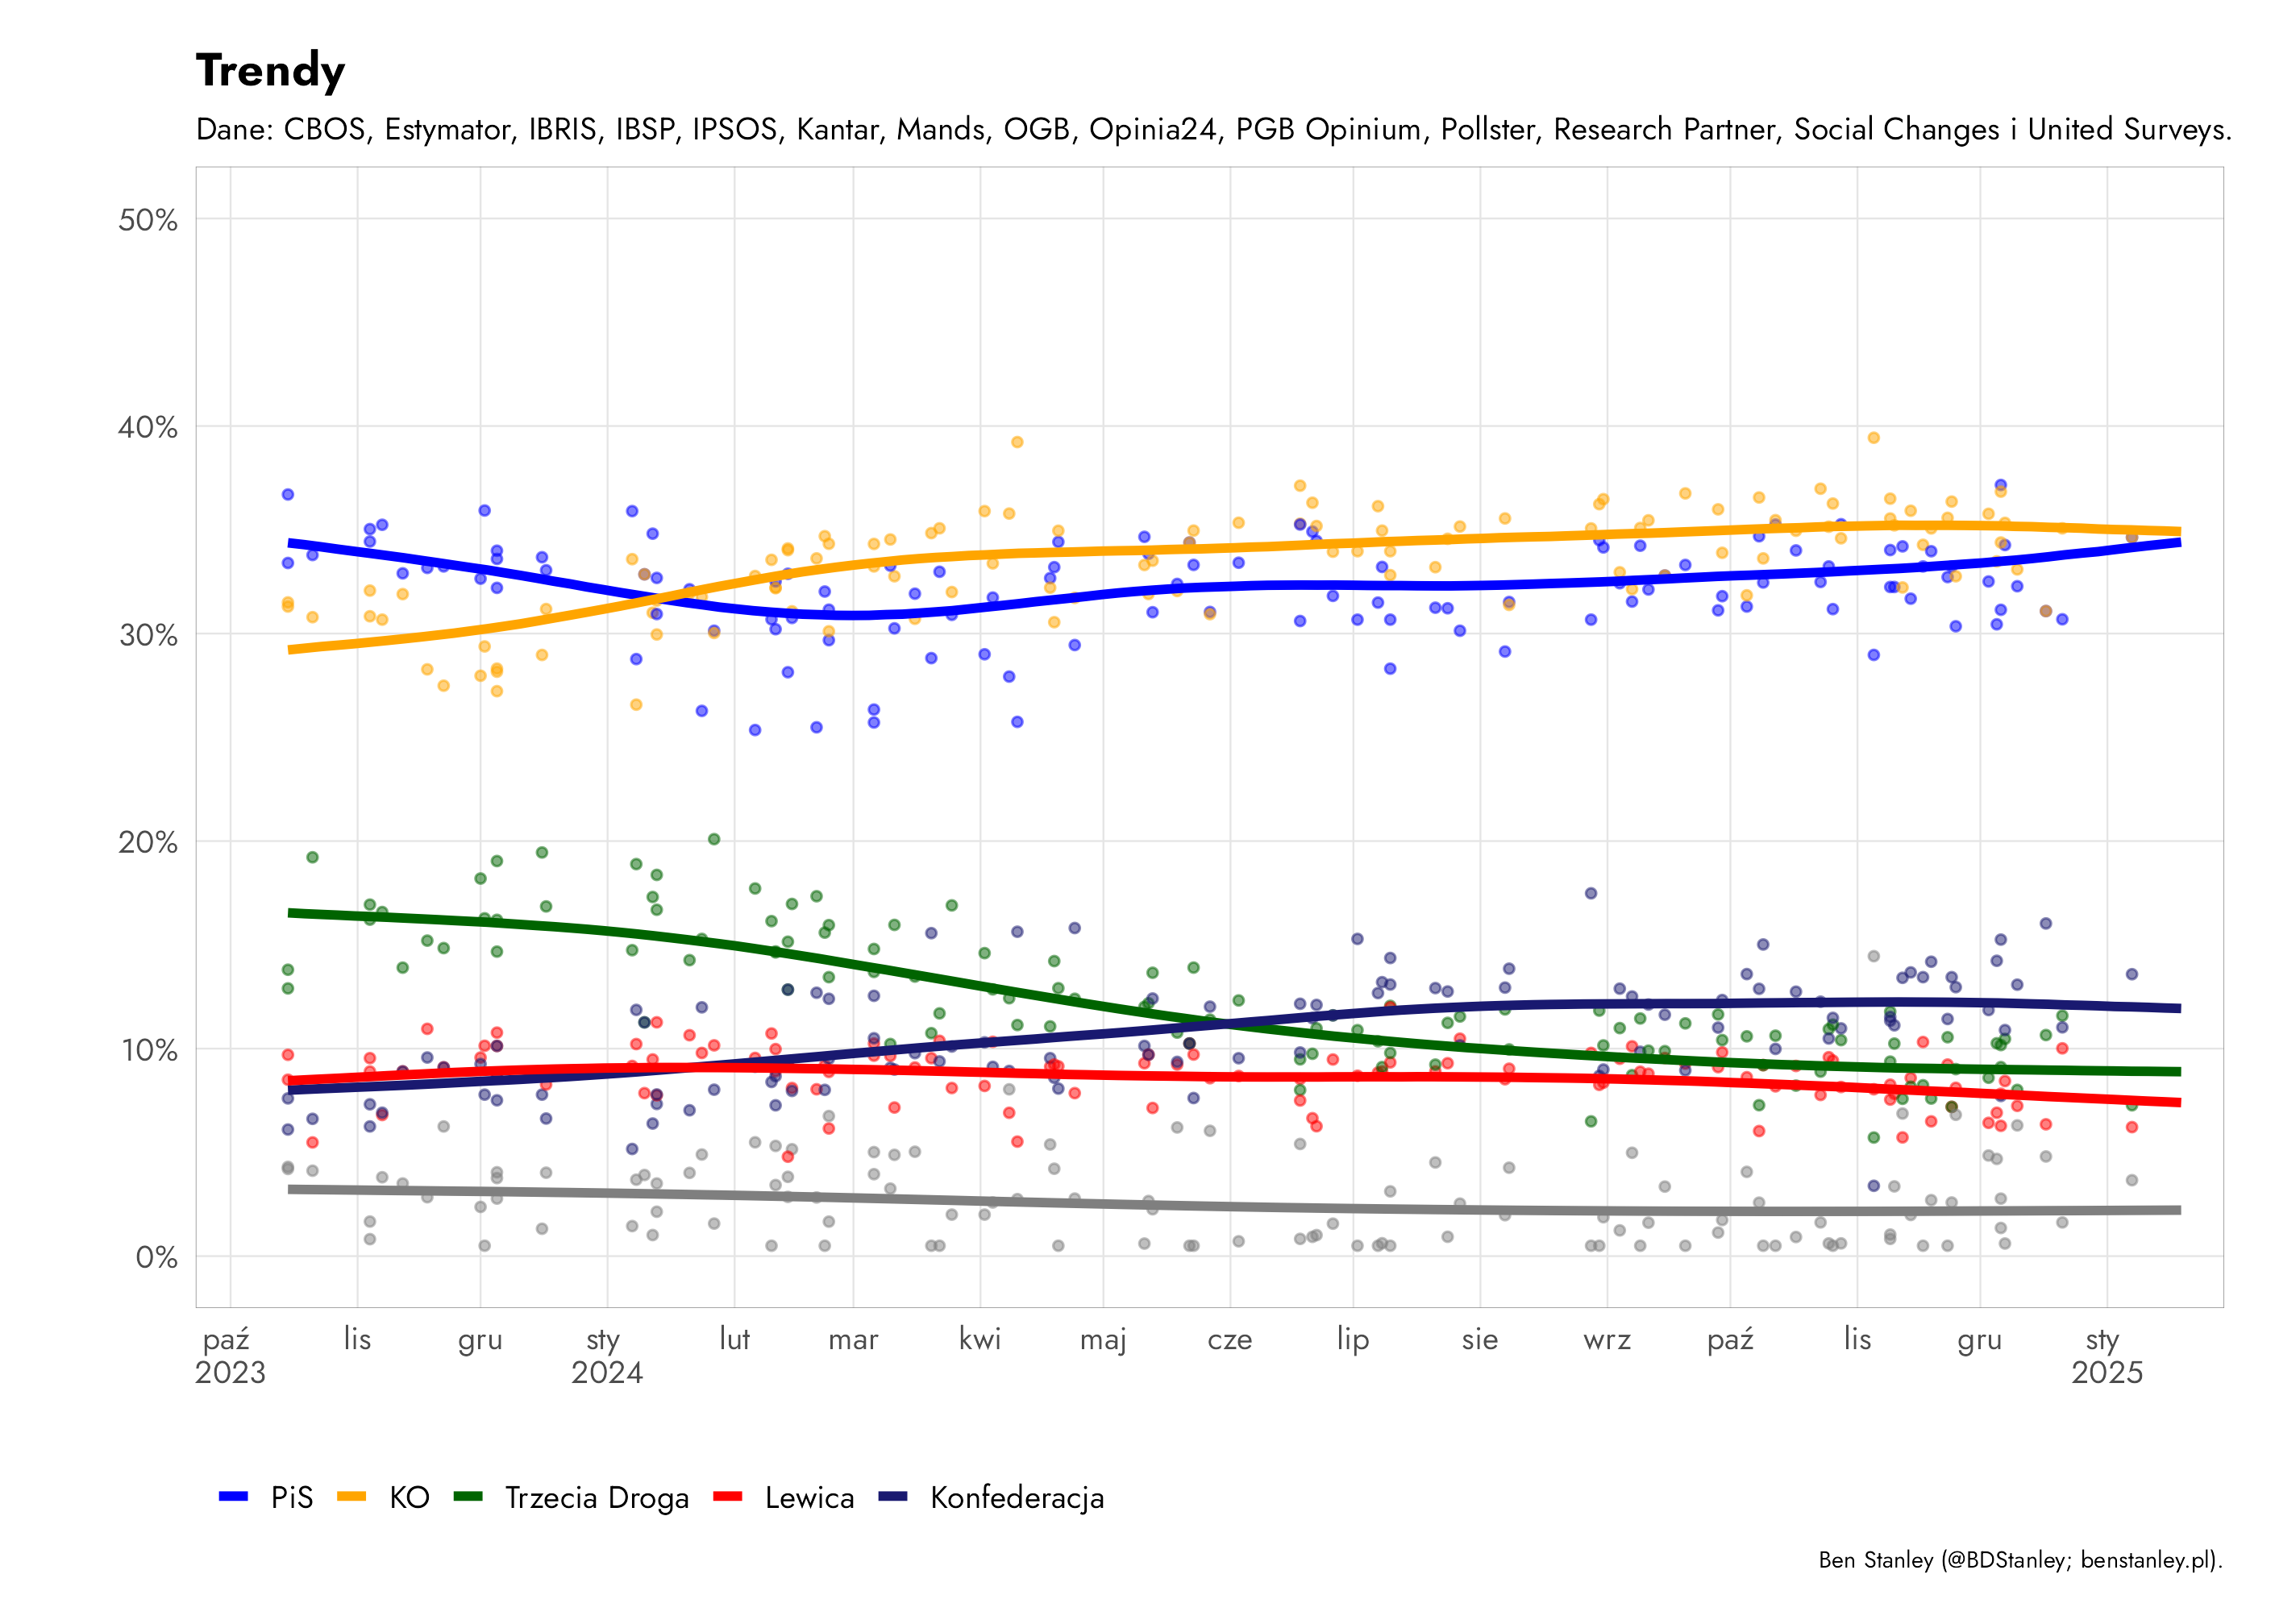 Trendy
Dane: CBOS, Estymator, IBRIS, IBSP, IPSOS, Kantar, Mands, OGB, Opinia24, PGB Opinium, Pollster, Research Partner, Social Changes i United Surveys.
50%
40%
30%
20%
10%
0%
paź lis gru sty lut mar kwi maj cze lip sie wrz paź lis gru sty
2023 2024 2025
PiS KO Trzecia Droga Lewica Konfederacja
Ben Stanley (@BDStanley; benstanley.pl).